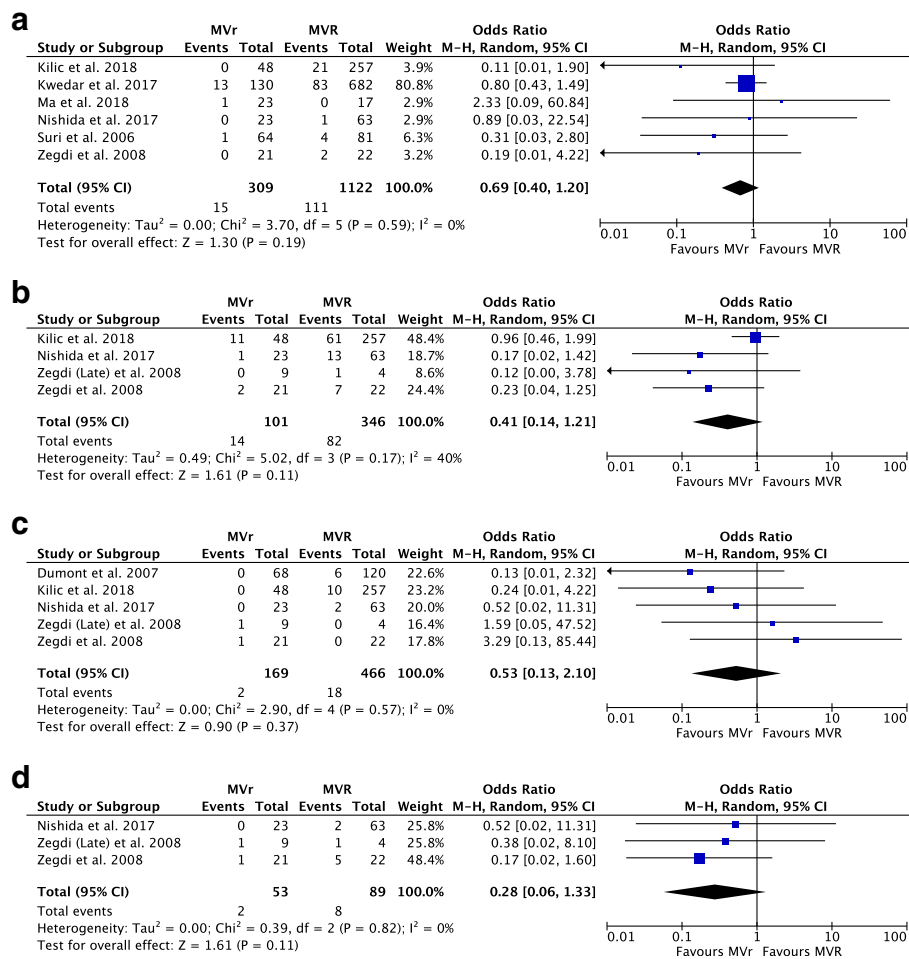 a
MVr MVR Odds Ratio Odds Ratio
Study or Subgroup Events Total Events Total Weight M-H, Random, 95% CI M-H, Random, 95% CI
Kilic et al. 2018 0 48 21 257 3.9% 0.11 [0.01, 1.90]
Kwedar et al. 2017 13 130 83 682 80.8% 0.80 [0.43, 1.49]
Ma et al. 2018 1 23 0 17 2.9% 2.33 [0.09, 60.84]
Nishida et al. 2017 0 23 1 63 2.9% 0.89 [0.03, 22.54]
Suri et al. 2006 1 64 4 81 6.3% 0.31 [0.03, 2.80]
Zegdi et al. 2008 0 21 2 22 3.2% 0.19 [0.01, 4.22]
Total (95% CI) 309 1122 100.0% 0.69 [0.40, 1.20]
Total events 15 111
Heterogeneity: Tau² = 0.00; Chi² = 3.70, df = 5 (P = 0.59); I² = 0%
Test for overall effect: Z = 1.30 (P = 0.19)
0.01 0.1 1 10 100
Favours MVr Favours MVR
b
MVr MVR Odds Ratio Odds Ratio
Study or Subgroup Events Total Events Total Weight M-H, Random, 95% CI M-H, Random, 95% CI
Kilic et al. 2018 11 48 61 257 48.4% 0.96 [0.46, 1.99]
Nishida et al. 2017 1 23 13 63 18.7% 0.17 [0.02, 1.42]
Zegdi (Late) et al. 2008 0 9 1 4 8.6% 0.12 [0.00, 3.78]
Zegdi et al. 2008 2 21 7 22 24.4% 0.23 [0.04, 1.25]
Total (95% CI) 101 346 100.0% 0.41 [0.14, 1.21]
Total events 14 82
Heterogeneity: Tau² = 0.49; Chi² = 5.02, df = 3 (P = 0.17); I² = 40%
Test for overall effect: Z = 1.61 (P = 0.11)
0.01 0.1 1 10 100
Favours MVr Favours MVR
c
MVr MVR Odds Ratio Odds Ratio
Study or Subgroup Events Total Events Total Weight M-H, Random, 95% CI M-H, Random, 95% CI
Dumont et al. 2007 0 68 6 120 22.6% 0.13 [0.01, 2.32]
Kilic et al. 2018 0 48 10 257 23.2% 0.24 [0.01, 4.22]
Nishida et al. 2017 0 23 2 63 20.0% 0.52 [0.02, 11.31]
Zegdi (Late) et al. 2008 1 9 0 4 16.4% 1.59 [0.05, 47.52]
Zegdi et al. 2008 1 21 0 22 17.8% 3.29 [0.13, 85.44]
Total (95% CI) 169 466 100.0% 0.53 [0.13, 2.10]
Total events 2 18
Heterogeneity: Tau² = 0.00; Chi² = 2.90, df = 4 (P = 0.57); I² = 0%
Test for overall effect: Z = 0.90 (P = 0.37)
0.01 0.1 1 10 100
Favours MVr Favours MVR
d
MVr MVR Odds Ratio Odds Ratio
Study or Subgroup Events Total Events Total Weight M-H, Random, 95% CI M-H, Random, 95% CI
Nishida et al. 2017 0 23 2 63 25.8% 0.52 [0.02, 11.31]
Zegdi (Late) et al. 2008 1 9 1 4 25.8% 0.38 [0.02, 8.10]
Zegdi et al. 2008 1 21 5 22 48.4% 0.17 [0.02, 1.60]
Total (95% CI) 53 89 100.0% 0.28 [0.06, 1.33]
Total events 2 8
Heterogeneity: Tau² = 0.00; Chi² = 0.39, df = 2 (P = 0.82); I² = 0%
Test for overall effect: Z = 1.61 (P = 0.11)
0.01 0.1 1 10 100
Favours MVr Favours MVR